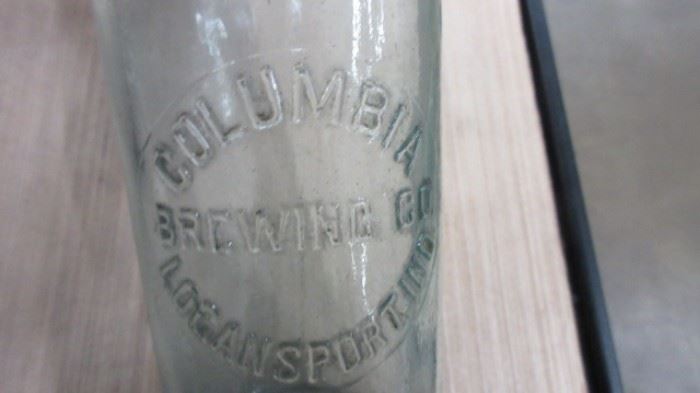 COLUMBIA
BREWING CO
LOGANSPORT IND